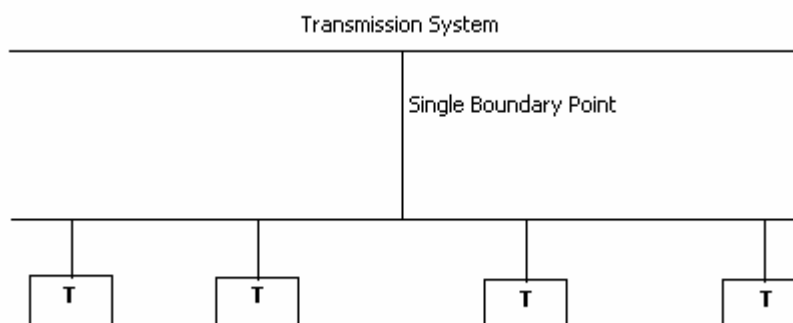 Transmission System
Single Boundary Point
T T T T